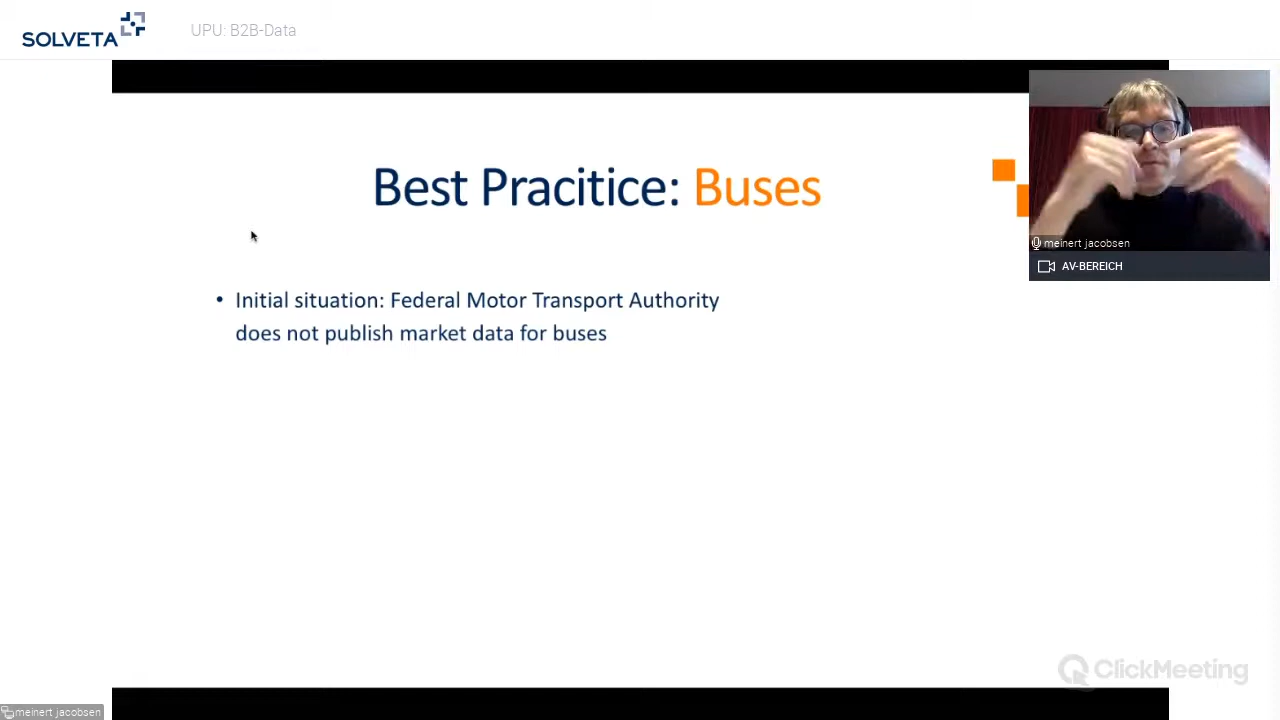 SOLVETA
UPU: B2B-Data
Best Pracitice: Buses
meinert jacobsen
AV-BEREICH
• Initial situation: Federal Motor Transport Authority
does not publish market data for buses
ClickMeeting
meinert jacobsen